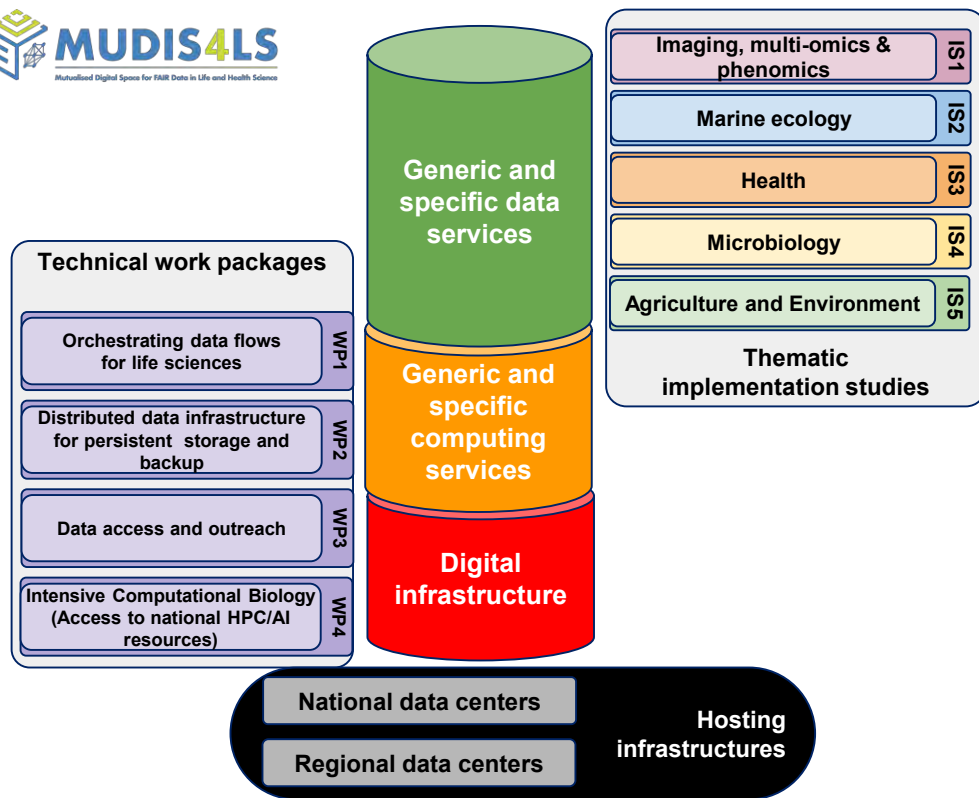 MUDIS4LS
Mutualised Digital Space for FAIR Data in Life and Health Science
Technical work packages
Orchestrating data flows
for life sciences
WP1
Distributed data infrastructure
for persistent storage and
backup
WP2
Data access and outreach
WP3
Intensive Computational Biology
(Access to national HPC/AI
resources)
WP4
Generic and
specific data
services
Generic and
specific
computing
services
Digital
infrastructure
Imaging, multi-omics &
phenomics
IS1
Marine ecology
IS2
Health
IS3
Microbiology
IS4
Agriculture and Environment
IS5
Thematic
implementation studies
National data centers
Regional data centers
Hosting
infrastructures